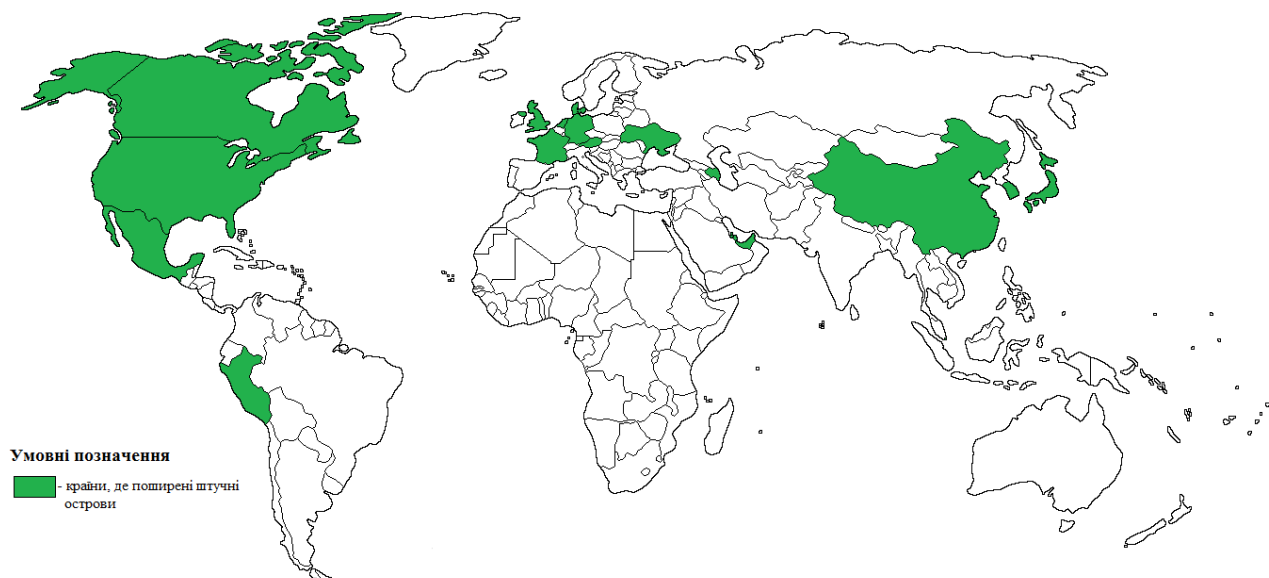 Умовні позначення
- країни, де поширені штучні
острови